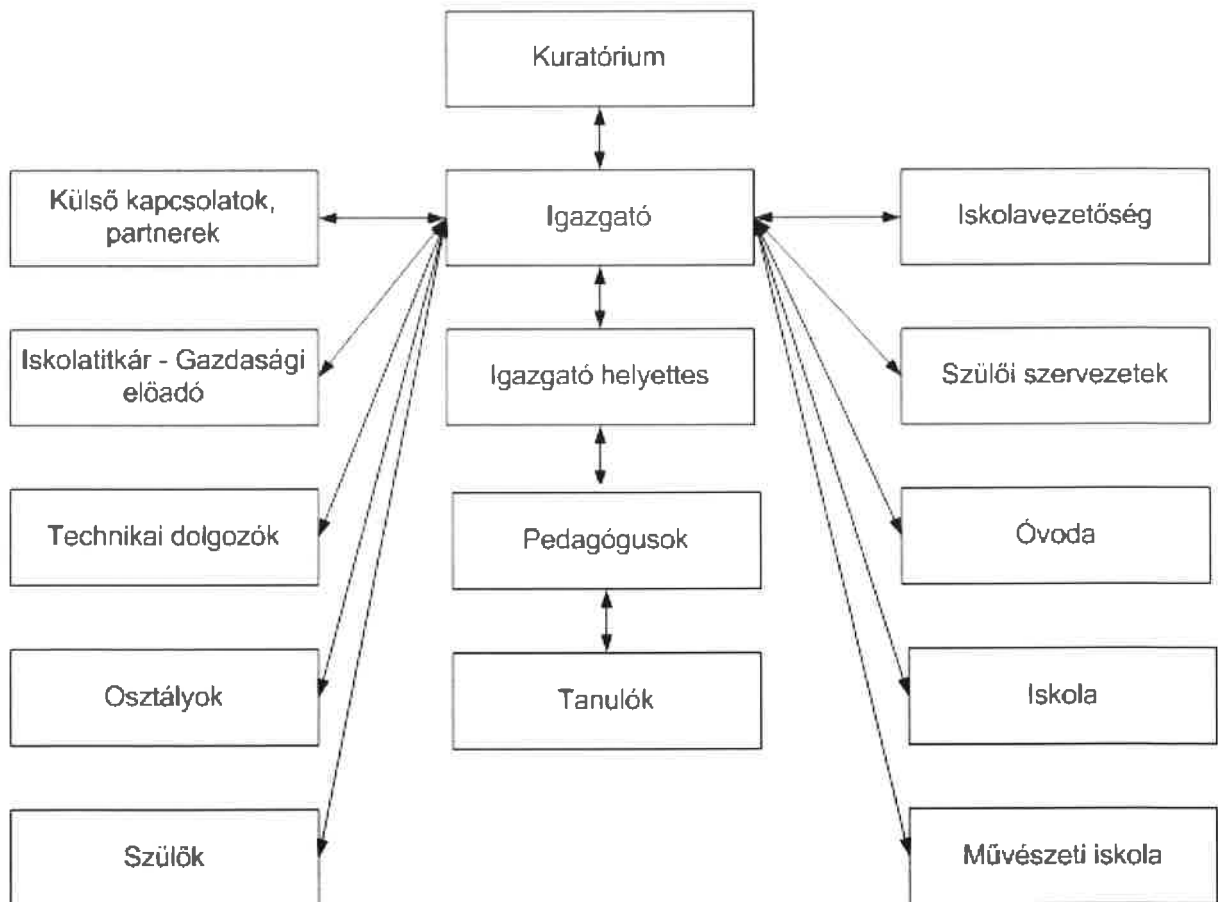 Kuratórium
Külső kapcsolatok,
partnerek
Igazgató
Iskolavezetőség
Iskolatitkár - Gazdasági
elöadó
Igazgató helyettes
Szülői szervezetek
Technikai dolgozók
Pedagógusok
Óvoda
Osztályok
Tanulók
Iskola
Szülők
Művészeti iskola